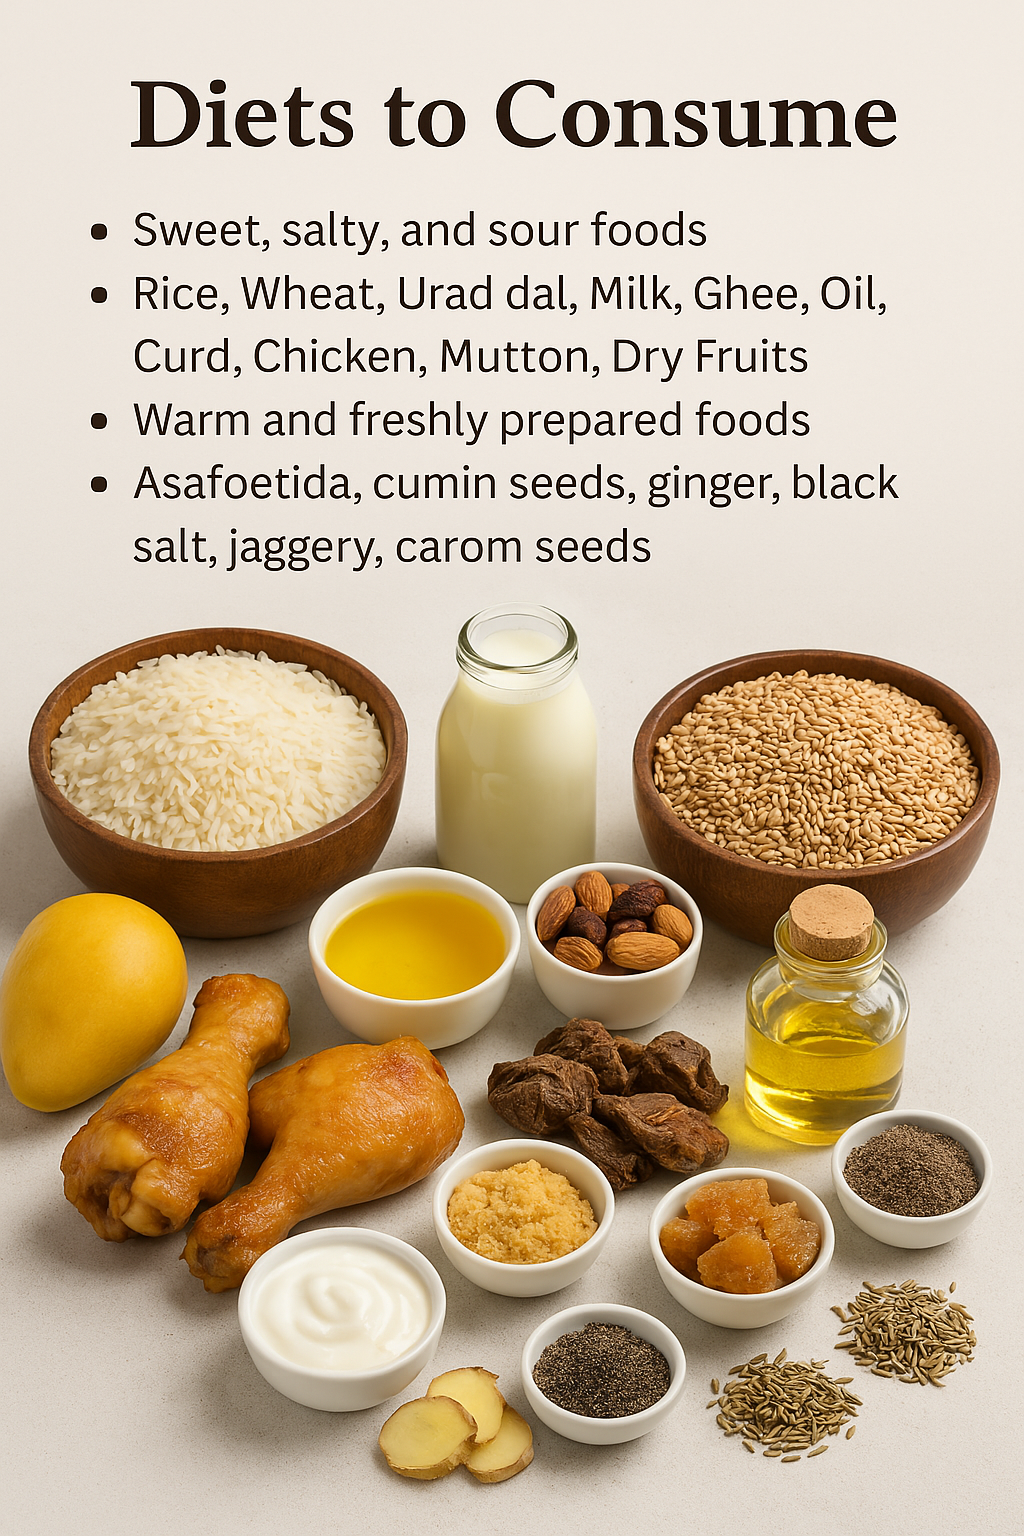 Diets to Consume
• Sweet, salty, and sour foods
• Rice, Wheat, Urad dal, Milk, Ghee, Oil,
Curd, Chicken, Mutton, Dry Fruits
• Warm and freshly prepared foods
• Asafoetida, cumin seeds, ginger, black
salt, jaggery, carom seeds